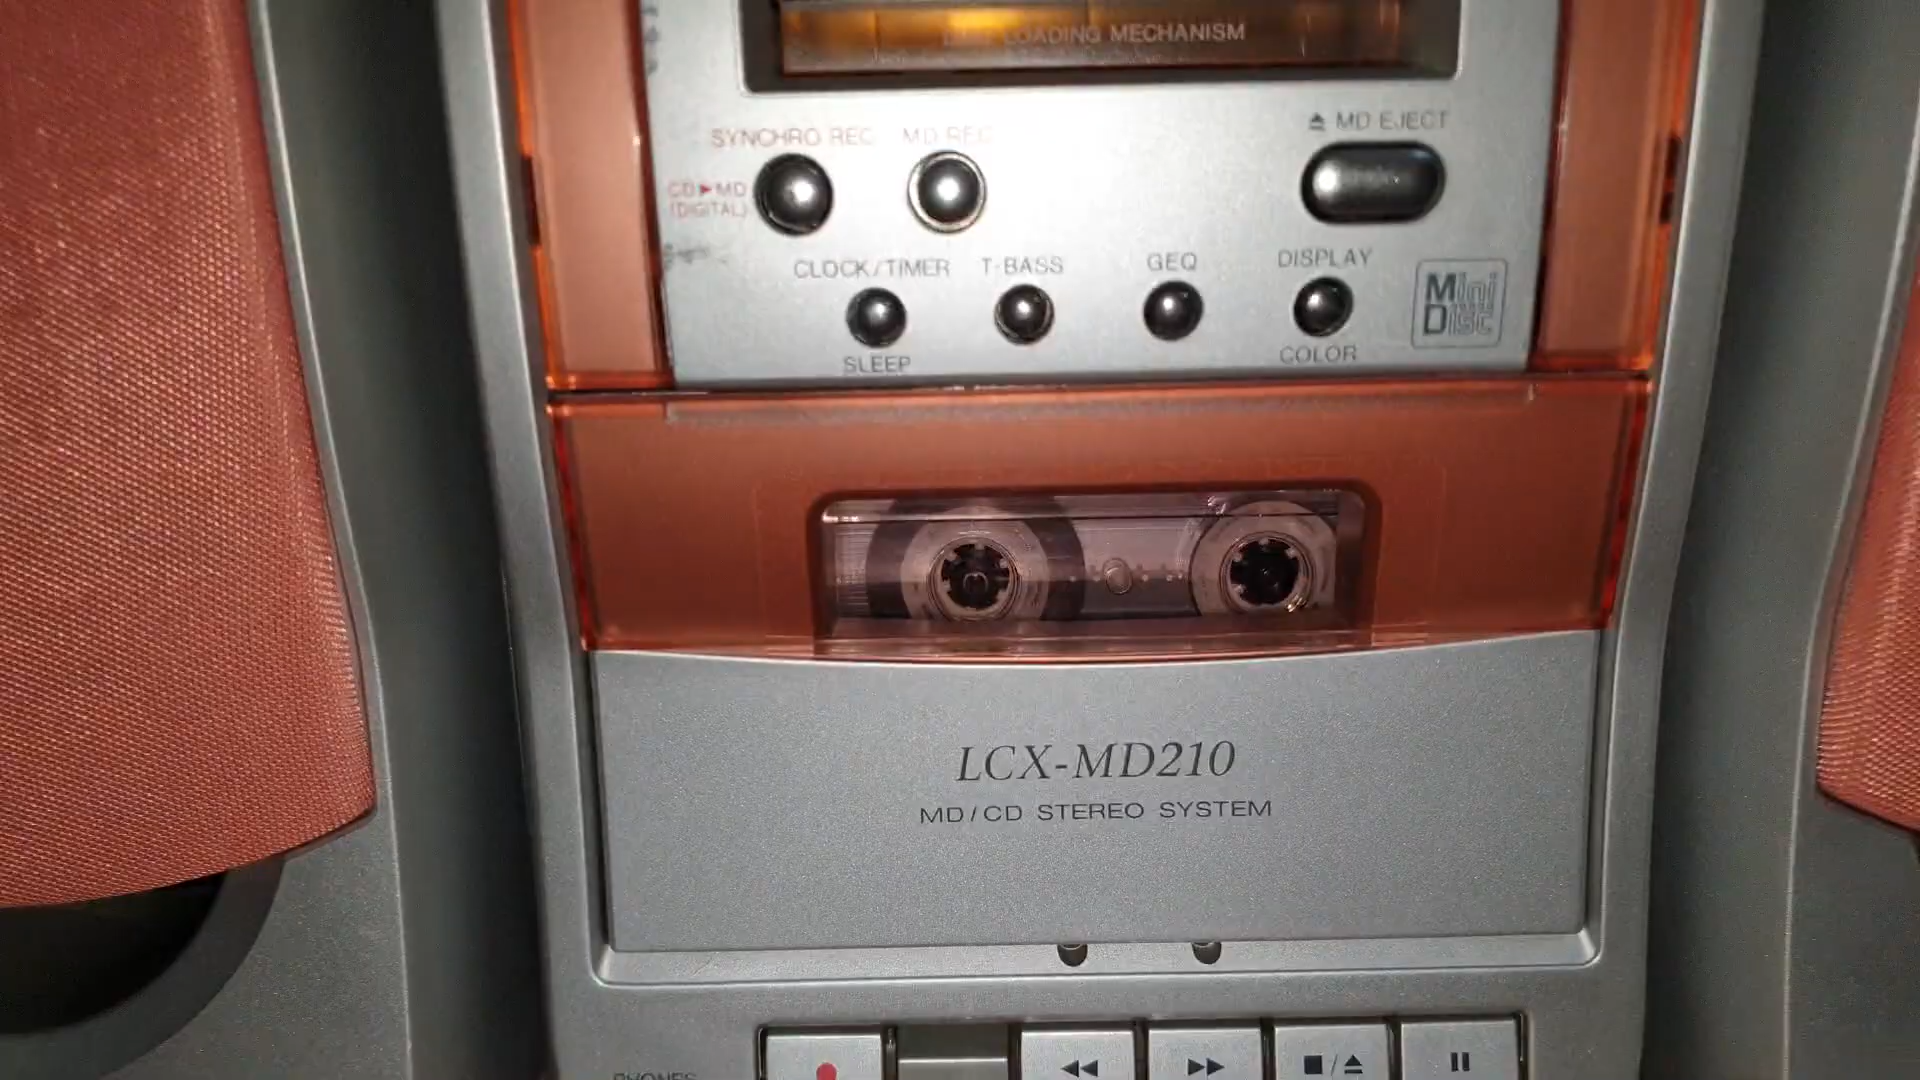 LOADING MECHANISM
SYNCHRO REC MD REC
▲ MD EJECT
CD▶MD
(DIGITAL)
CLOCK/TIMER T-BASS GEQ DISPLAY
Mini
Disc
SLEEP COLOR
LCX-MD210
MD/CD STEREO SYSTEM
PHONES